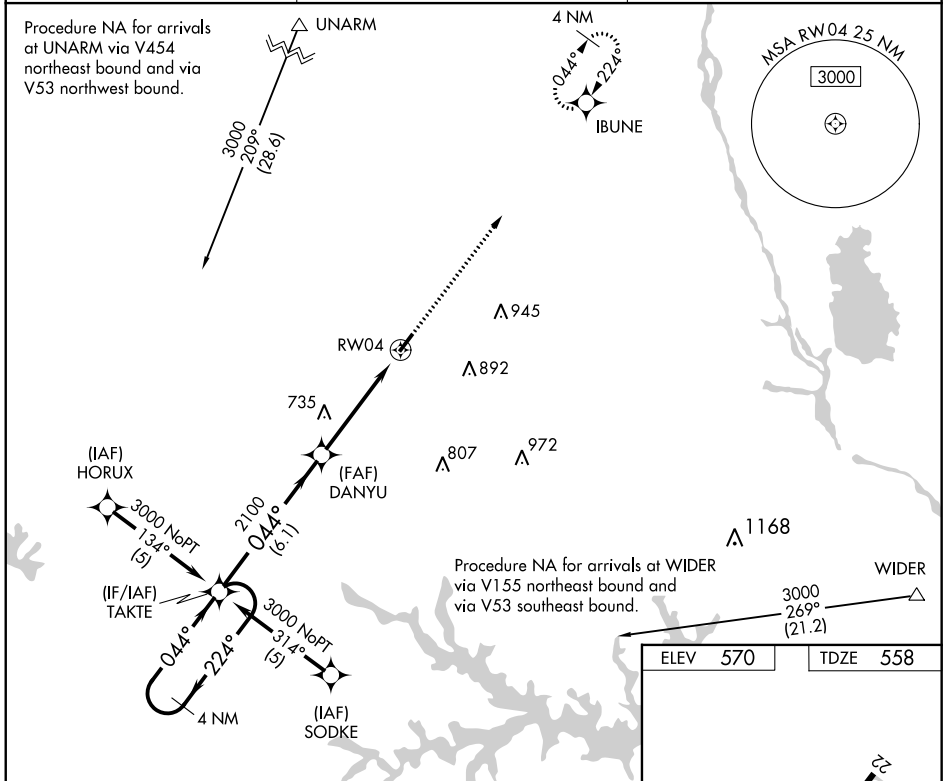 Procedure NA for arrivals
at UNARM via V454
northeast bound and via
V53 northwest bound.
UNARM
3000
209°
(28.6)
4 NM
044°
224°
IBUNE
MSA RW04 25 NM
3000
945
RW04
892
735
807
972
(FAF)
DANYU
(IAF)
HORUX
3000 NoPT
134°
(5)
2100
044°
(6.1)
1168
Procedure NA for arrivals at WIDER
via V155 northeast bound and
via V53 southeast bound.
WIDER
3000
269°
(21.2)
(IF/IAF)
TAKTE
3000 NoPT
314°
(5)
044°
224°
4 NM
(IAF)
SODKE
ELEV 570
TDZE 558
22